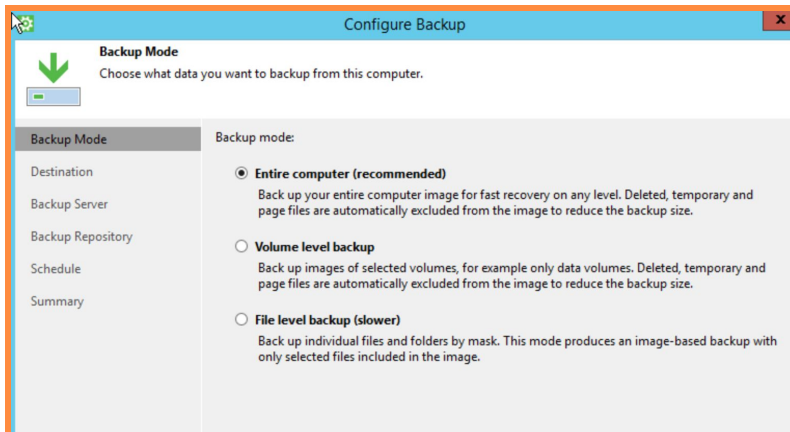 Configure Backup
x
Backup Mode
Choose what data you want to backup from this computer.
Backup Mode
Destination
Backup Server
Backup Repository
Schedule
Summary
Backup mode:
Entire computer (recommended)
Back up your entire computer image for fast recovery on any level. Deleted, temporary and
page files are automatically excluded from the image to reduce the backup size.
Volume level backup
Back up images of selected volumes, for example only data volumes. Deleted, temporary and
page files are automatically excluded from the image to reduce the backup size.
File level backup (slower)
Back up individual files and folders by mask. This mode produces an image-based backup with
only selected files included in the image.